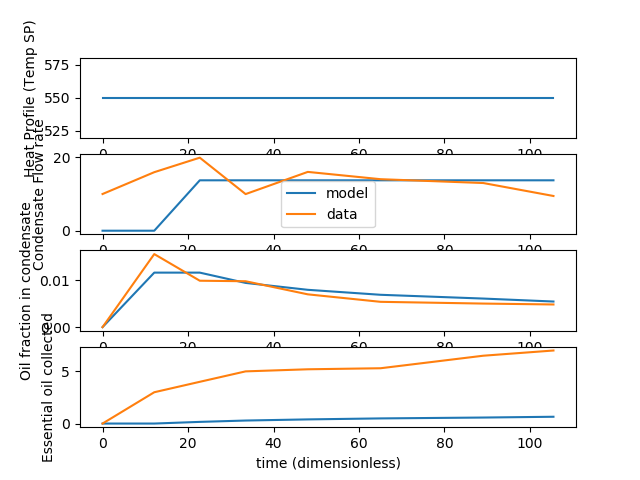 Heat Profile (Temp SP)
575
550
525
0 20 40 60 80 100
Condensate Flow rate
20
0
model
data
0 20 40 60 80 100
Oil fraction in condensate
0.01
0.00
0 20 40 60 80 100
Essential oil collected
5
0
0 20 40 60 80 100
time (dimensionless)